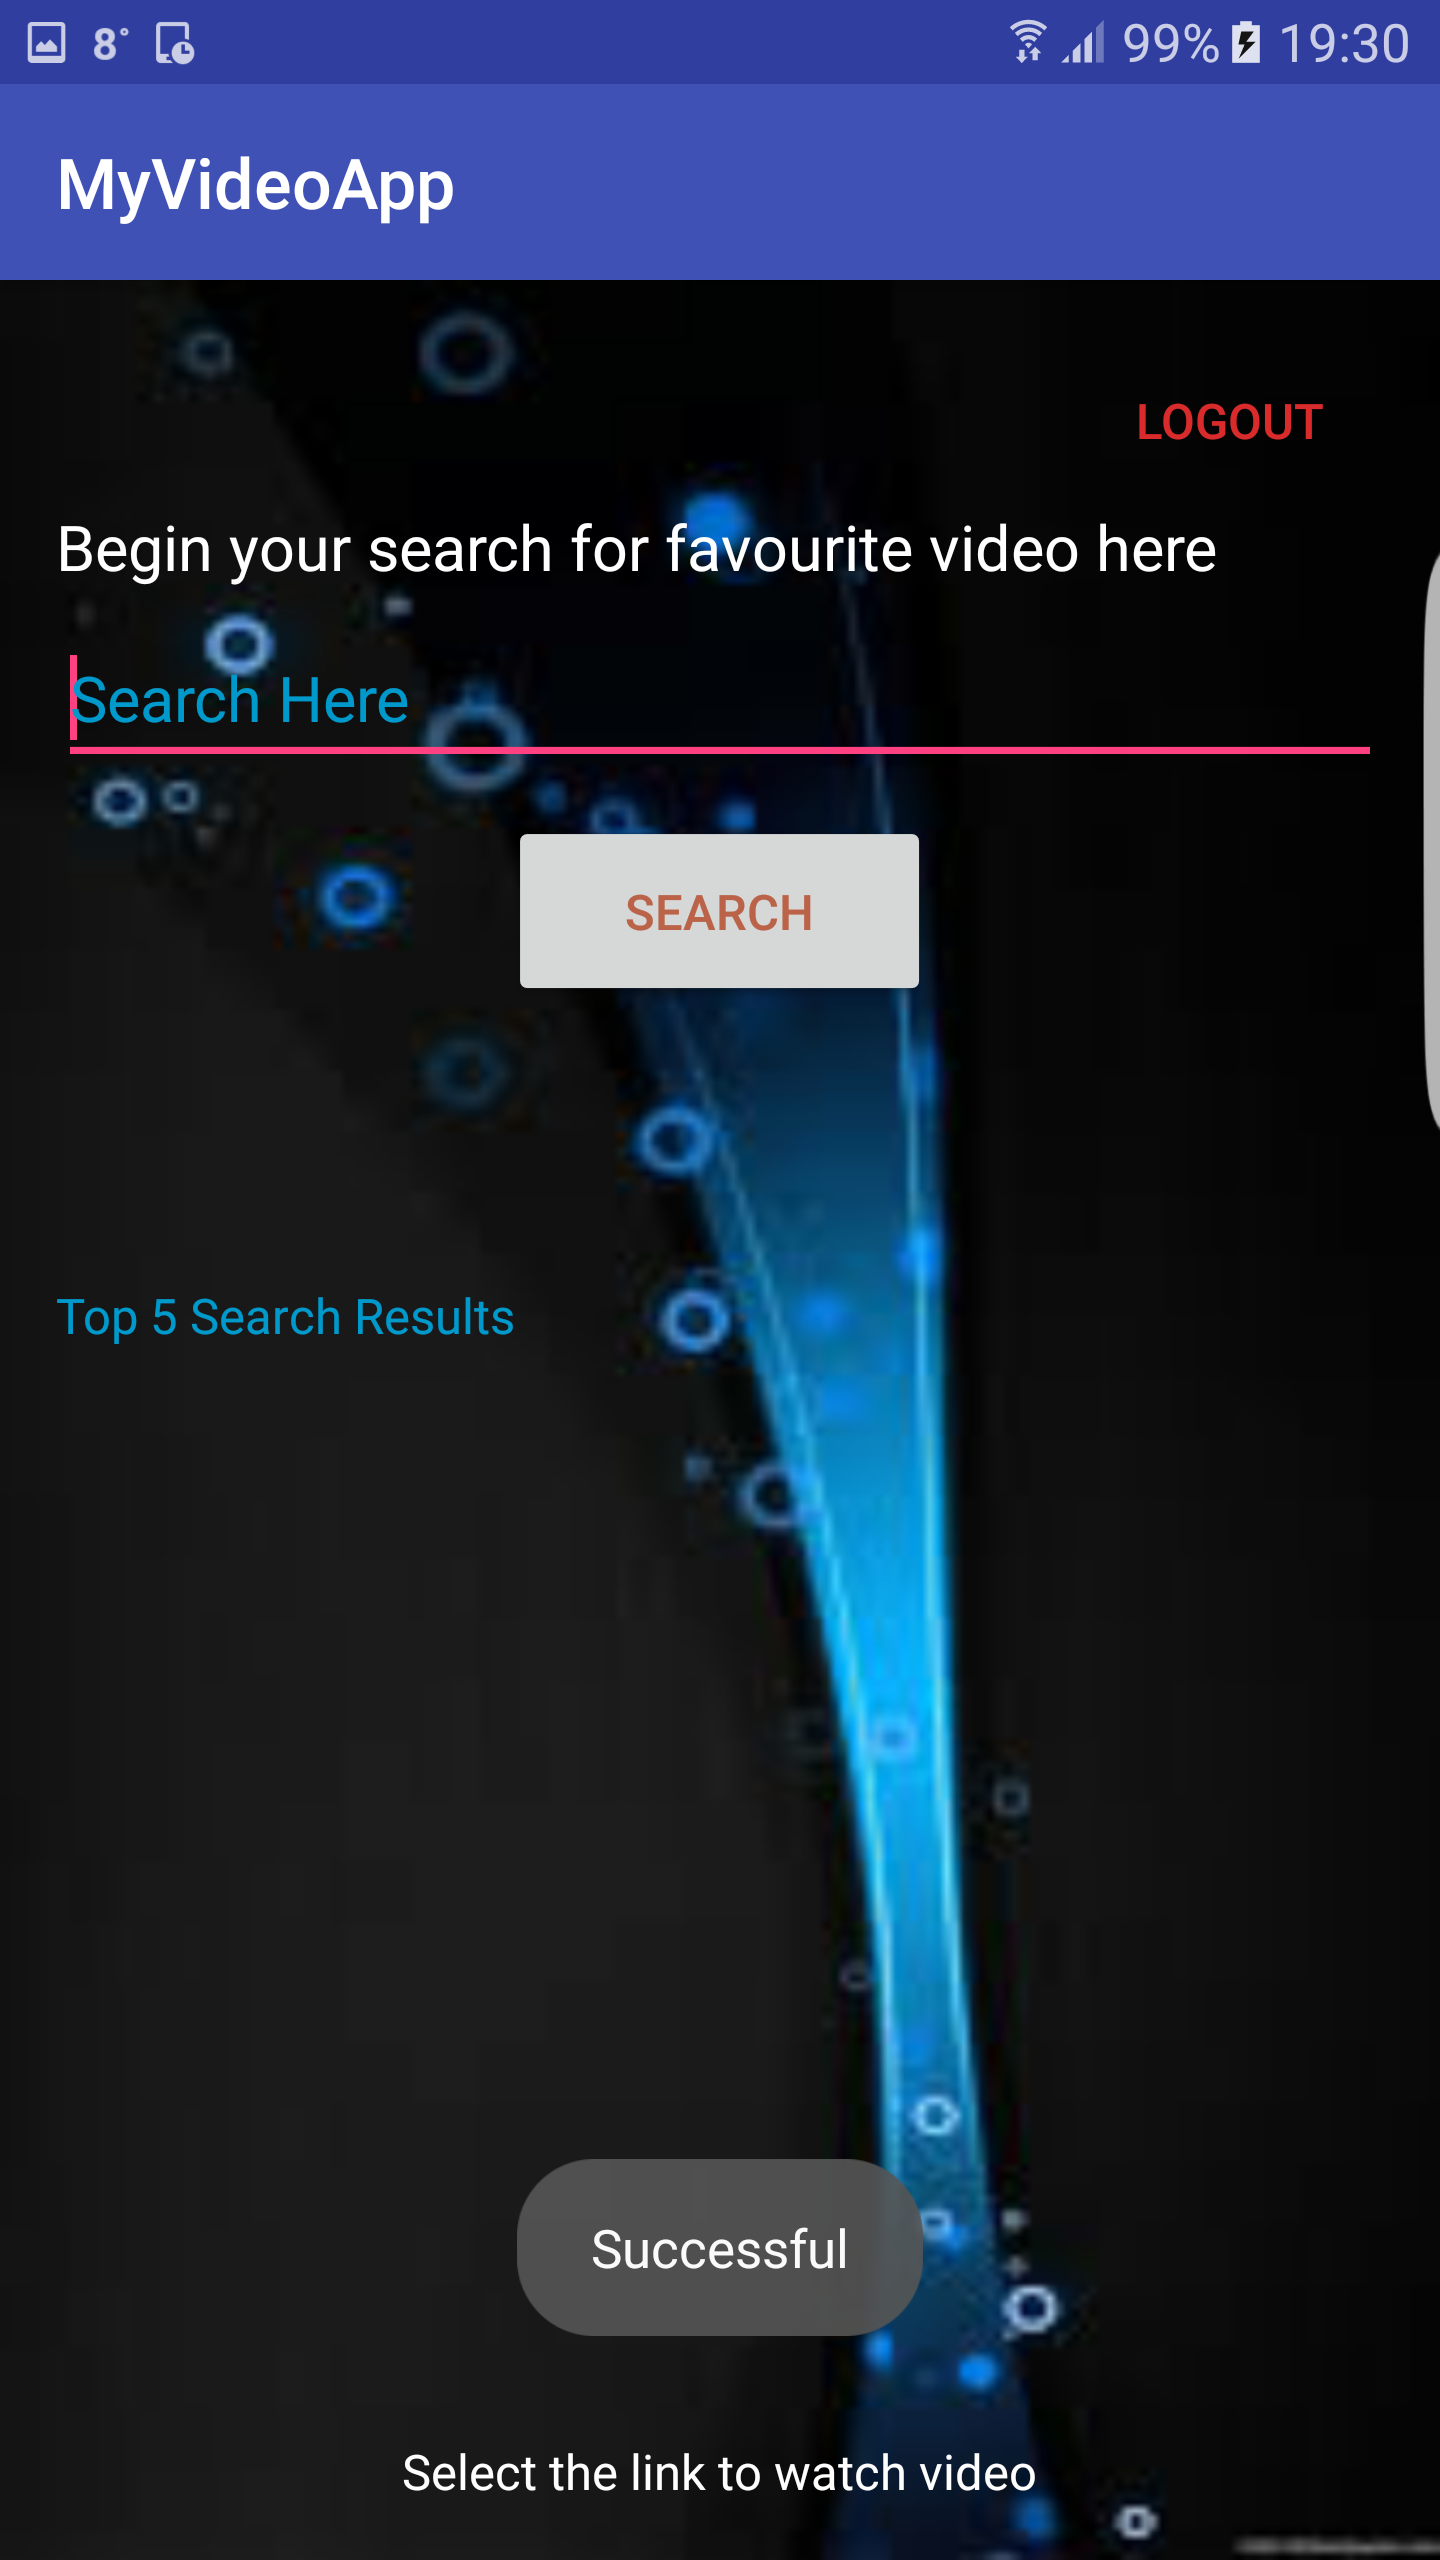 8° 99% 19:30
MyVideoApp
LOGOUT
Begin your search for favourite video here
Search Here
SEARCH
Top 5 Search Results
Successful
Select the link to watch video